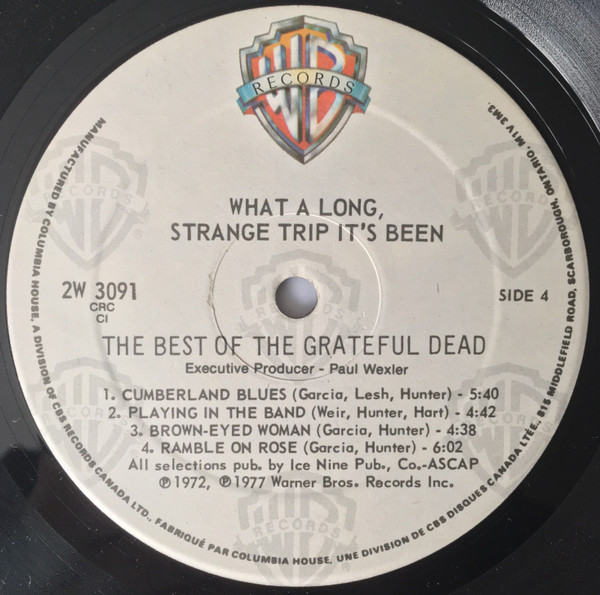 WB
RECORDS
WHAT A LONG,
STRANGE TRIP IT'S BEEN
2W 3091
CRC
CI
SIDE 4
THE BEST OF THE GRATEFUL DEAD
Executive Producer - Paul Wexler
1. CUMBERLAND BLUES (Garcia, Lesh, Hunter) - 5:40
2. PLAYING IN THE BAND (Weir, Hunter, Hart) - 4:42
3. BROWN-EYED WOMAN (Garcia, Hunter) - 4:38
4. RAMBLE ON ROSE (Garcia, Hunter) - 6:02
All selections pub. by Ice Nine Pub., Co.-ASCAP
℗1972, ℗1977 Warner Bros. Records Inc.
MANUFACTURED BY COLUMBIA HOUSE, A DIVISION OF CBS RECORDS CANADA LTD., FABRIQUÉ PAR COLUMBIA HOUSE, UNE DIVISION DE CBS DISQUES CANADA LTÉE., 815 MIDDLEFIELD ROAD, SCARBOROUGH, ONTARIO, M1V 2M3